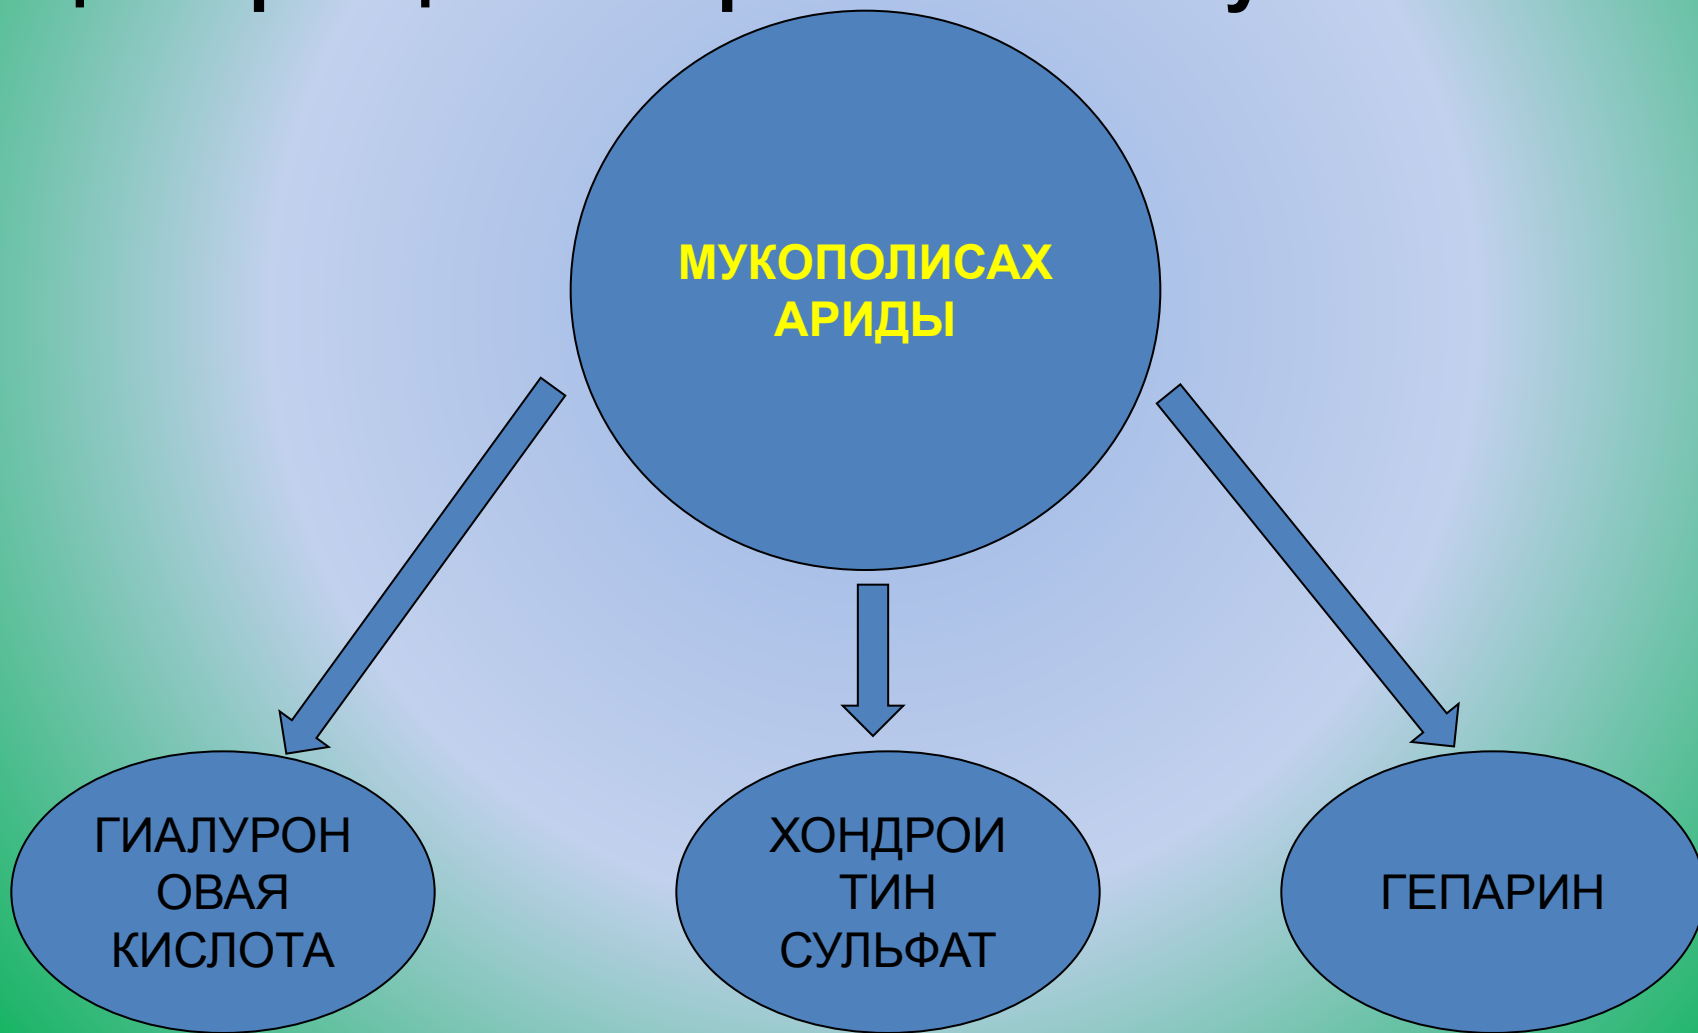 МУКОПОЛИСАХ
АРИДЫ
ГИАЛУРОН
ОВАЯ
КИСЛОТА
ХОНДРОИ
ТИН
СУЛЬФАТ
ГЕПАРИН